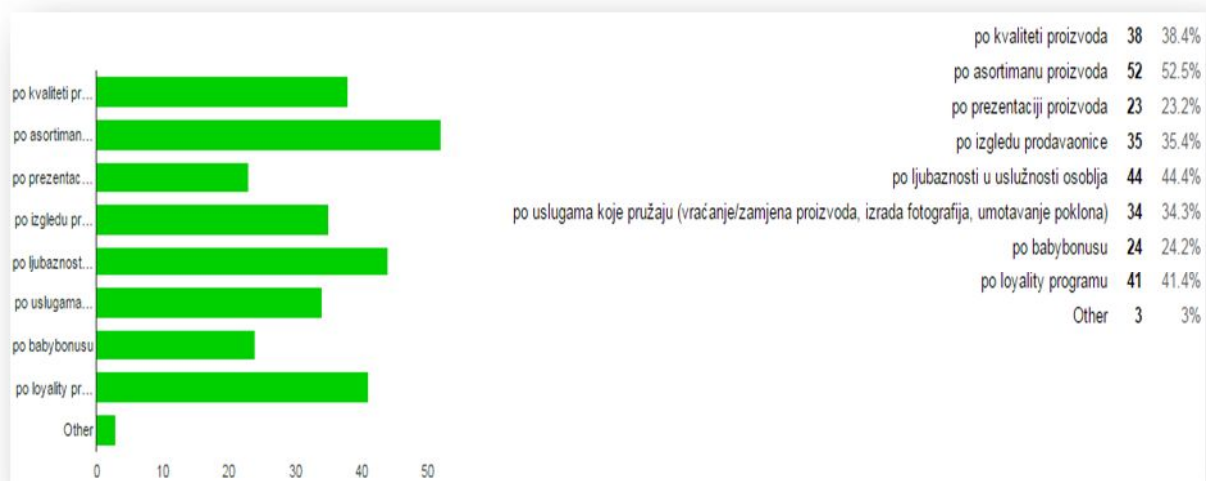 po kvaliteti pr...
po asortiman...
po prezentac...
po izgledu pr...
po ljubaznost...
po uslugama...
po babybonusu
po loyality pr...
Other
0 10 20 30 40 50
po kvaliteti proizvoda 38 38.4%
po asortimanu proizvoda 52 52.5%
po prezentaciji proizvoda 23 23.2%
po izgledu prodavaonice 35 35.4%
po ljubaznosti u uslužnosti osoblja 44 44.4%
po uslugama koje pružaju (vraćanje/zamjena proizvoda, izrada fotografija, umotavanje poklona) 34 34.3%
po babybonusu 24 24.2%
po loyality programu 41 41.4%
Other 3 3%